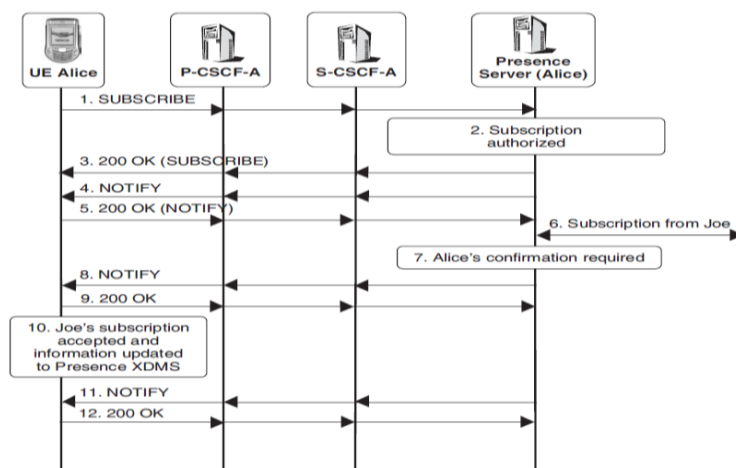 UE Alice
P-CSCF-A
S-CSCF-A
Presence
Server (Alice)
1. SUBSCRIBE
2. Subscription
authorized
3. 200 OK (SUBSCRIBE)
4. NOTIFY
5. 200 OK (NOTIFY)
6. Subscription from Joe
7. Alice's confirmation required
8. NOTIFY
9. 200 OK
10. Joe's subscription
accepted and
information updated
to Presence XDMS
11. NOTIFY
12. 200 OK